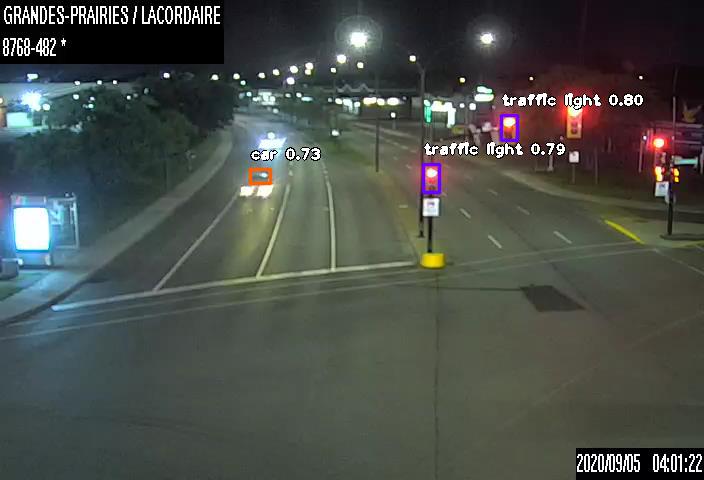 GRANDES-PRAIRIES / LACORDAIRE
8768-482 *
traffic light 0.80
traffic light 0.79
car 0.73
2020/09/05 04:01:22